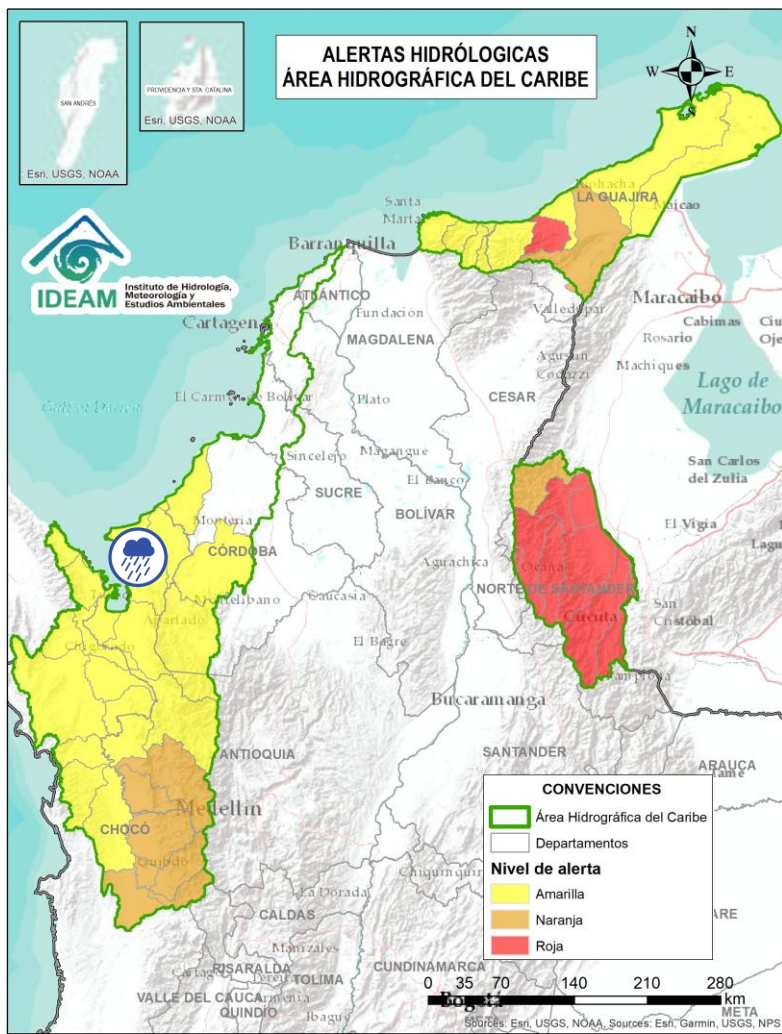 ALERTAS HIDRÓLOGICAS
ÁREA HIDROGRÁFICA DEL CARIBE
SAN ANDRÉS
Esri, USGS, NOAA
PROVIDENCIA Y STA. CATALINA
Esri, USGS, NOAA
N
W
E
S
IDEAM
Instituto de Hidrología,
Meteorología y
Estudios Ambientales
Santa
Marta
LA GUAJIRA
Maicao
Barranquilla
ATLÁNTICO
Fundación
Valledupar
Maracaibo
Cabimas
Rosario
Machiques
MAGDALENA
Agustín
Codazzi
CESAR
Lago de
Maracaibo
El Carmen de Bolívar
Plato
Sincelejo
Magangue
El Banco
SUCRE
BOLÍVAR
San Carlos
del Zulia
El Vigia
Montería
CÓRDOBA
Montelibano
Caucasia
Aguachica
Ocaña
NORTE DE SANTANDER
Cúcuta
San
Cristóbal
Apartado
El Bagre
Bucaramanga
ANTIOQUIA
SANTANDER
ARAUCA
Medellín
CHOCÓ
Quibdó
La Dorada
CALDAS
Manizales
RISARALDA
TOLIMA
CUNDINAMARCA
VALLE DEL CAUCA
Armenia
QUINDÍO
Ibague
Bogotá
META
META
CONVENCIONES
Área Hidrográfica del Caribe
Departamentos
Nivel de alerta
Amarilla
Naranja
Roja
0 35 70 140 210 280
km
Sources: Esri, USGS, NOAA, Sources: Esri, Garmin, USGS, NPS